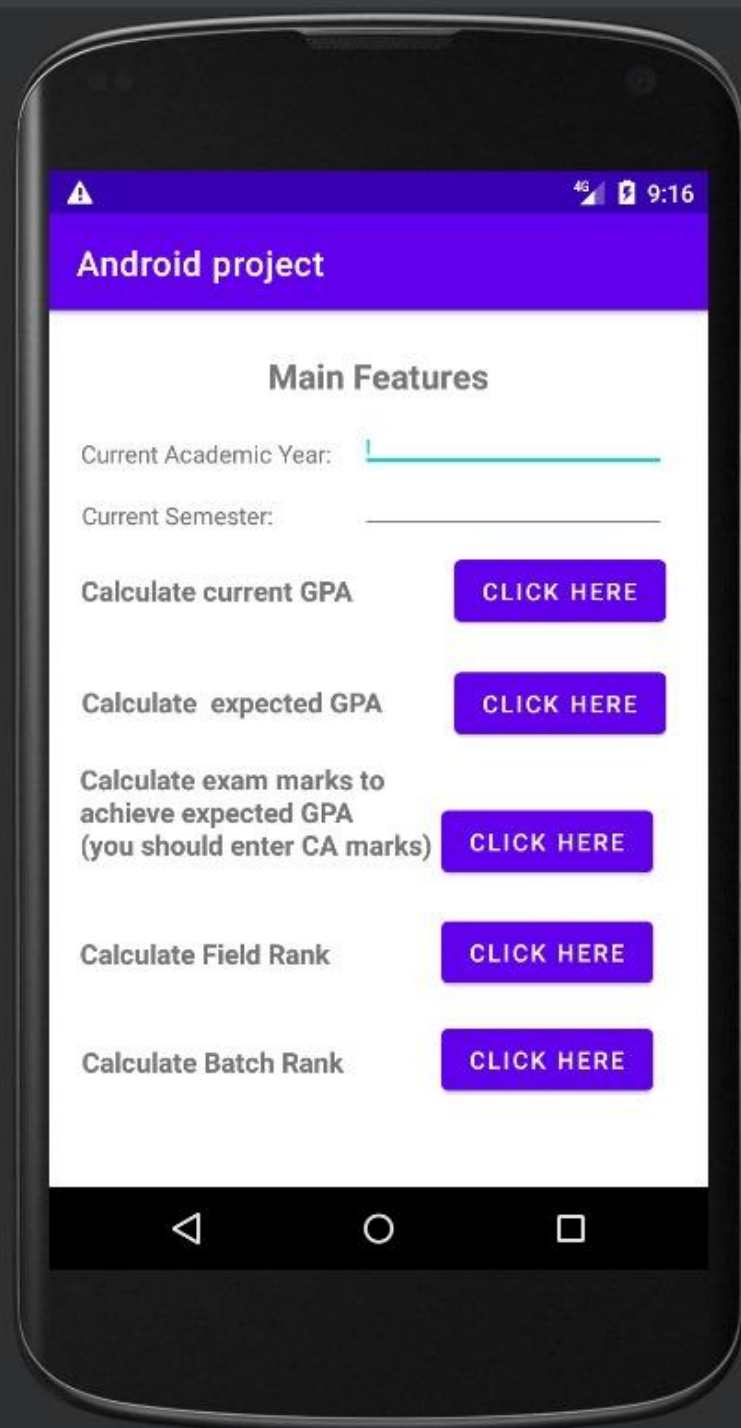 4G 9:16
Android project
Main Features
Current Academic Year:
Current Semester:
Calculate current GPA CLICK HERE
Calculate  expected GPA CLICK HERE
Calculate exam marks to
achieve expected GPA
(you should enter CA marks) CLICK HERE
Calculate Field Rank CLICK HERE
Calculate Batch Rank CLICK HERE